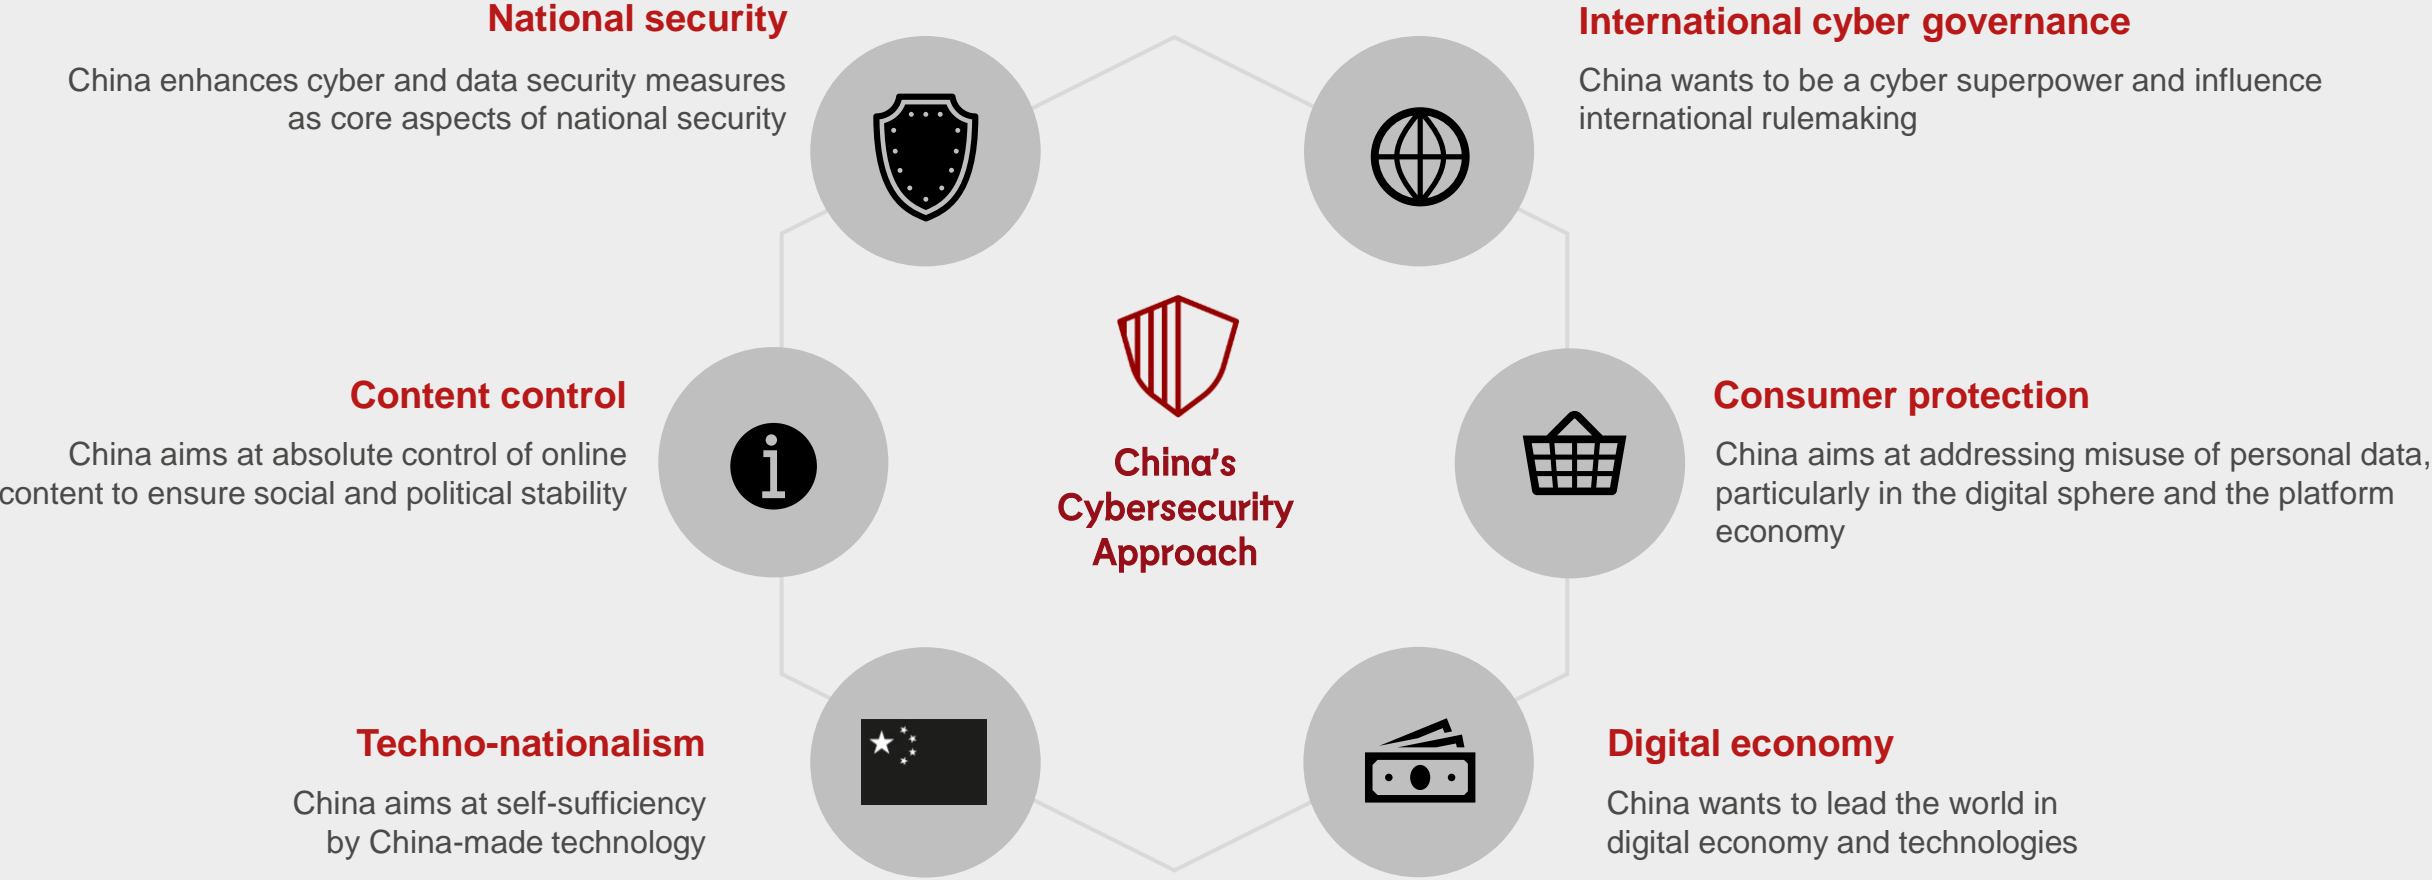 National security
China enhances cyber and data security measures
as core aspects of national security
International cyber governance
China wants to be a cyber superpower and influence
international rulemaking
Content control
China aims at absolute control of online
content to ensure social and political stability
China's
Cybersecurity
Approach
Consumer protection
China aims at addressing misuse of personal data,
particularly in the digital sphere and the platform
economy
Techno-nationalism
China aims at self-sufficiency
by China-made technology
Digital economy
China wants to lead the world in
digital economy and technologies